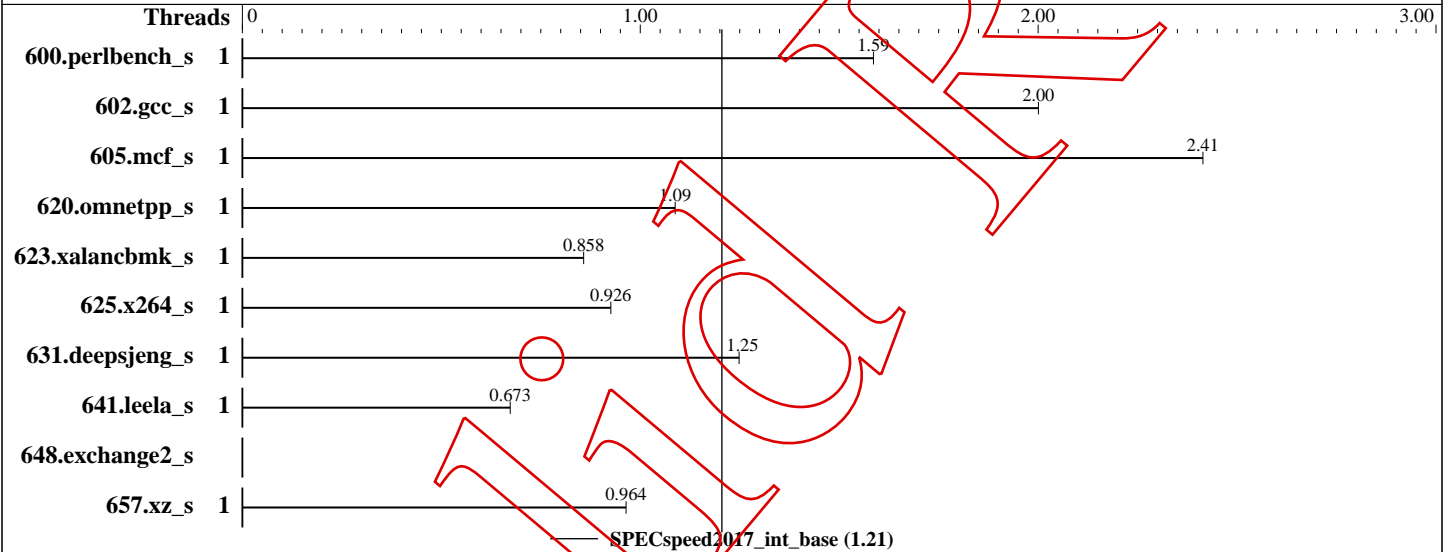 Threads 0 1.00 2.00 3.00
600.perlbench_s 1 1.59
602.gcc_s 1 2.00
605.mcf_s 1 2.41
620.omnetpp_s 1 1.09
623.xalancbmk_s 1 0.858
625.x264_s 1 0.926
631.deepsjeng_s 1 1.25
641.leela_s 1 0.673
648.exchange2_s
657.xz_s 1 0.964
SPECspeed2017_int_base (1.21)